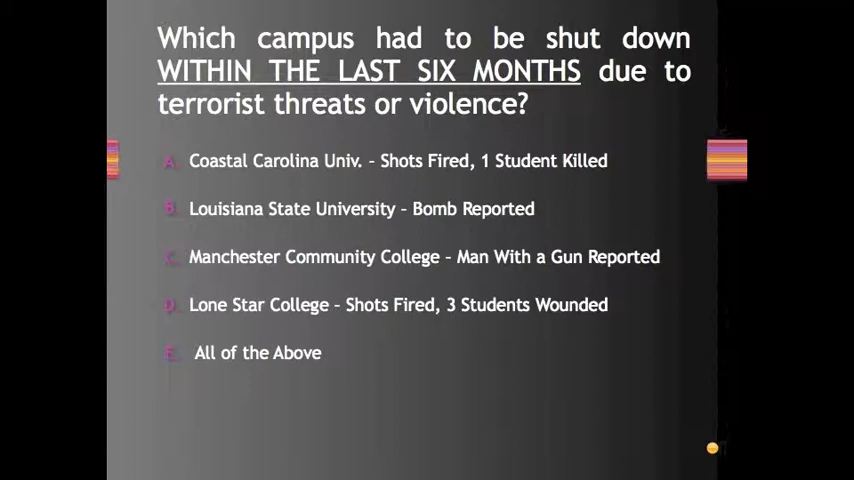 Which campus had to be shut down
WITHIN THE LAST SIX MONTHS due to
terrorist threats or violence?
A. Coastal Carolina Univ. – Shots Fired, 1 Student Killed
B. Louisiana State University – Bomb Reported
C. Manchester Community College – Man With a Gun Reported
D. Lone Star College – Shots Fired, 3 Students Wounded
E. All of the Above